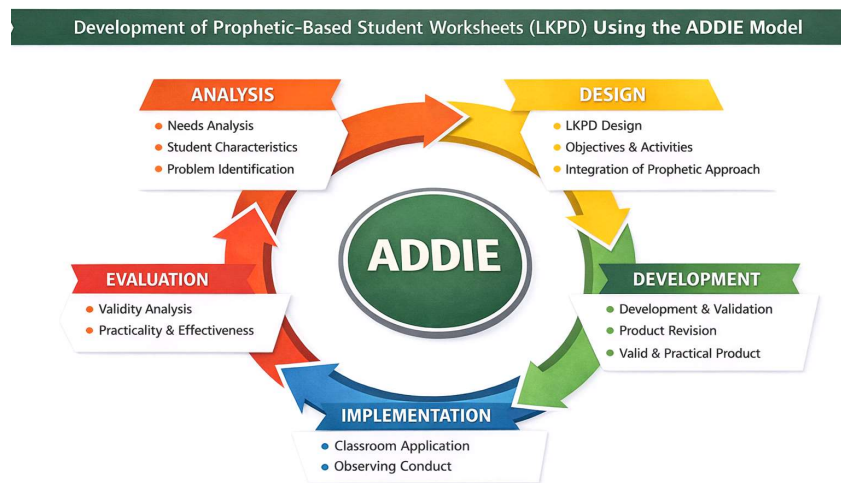 Development of Prophetic-Based Student Worksheets (LKPD) Using the ADDIE Model
ANALYSIS
• Needs Analysis
• Student Characteristics
• Problem Identification
DESIGN
• LKPD Design
• Objectives & Activities
• Integration of Prophetic Approach
ADDIE
EVALUATION
• Validity Analysis
• Practicality & Effectiveness
DEVELOPMENT
• Development & Validation
• Product Revision
• Valid & Practical Product
IMPLEMENTATION
• Classroom Application
• Observing Conduct